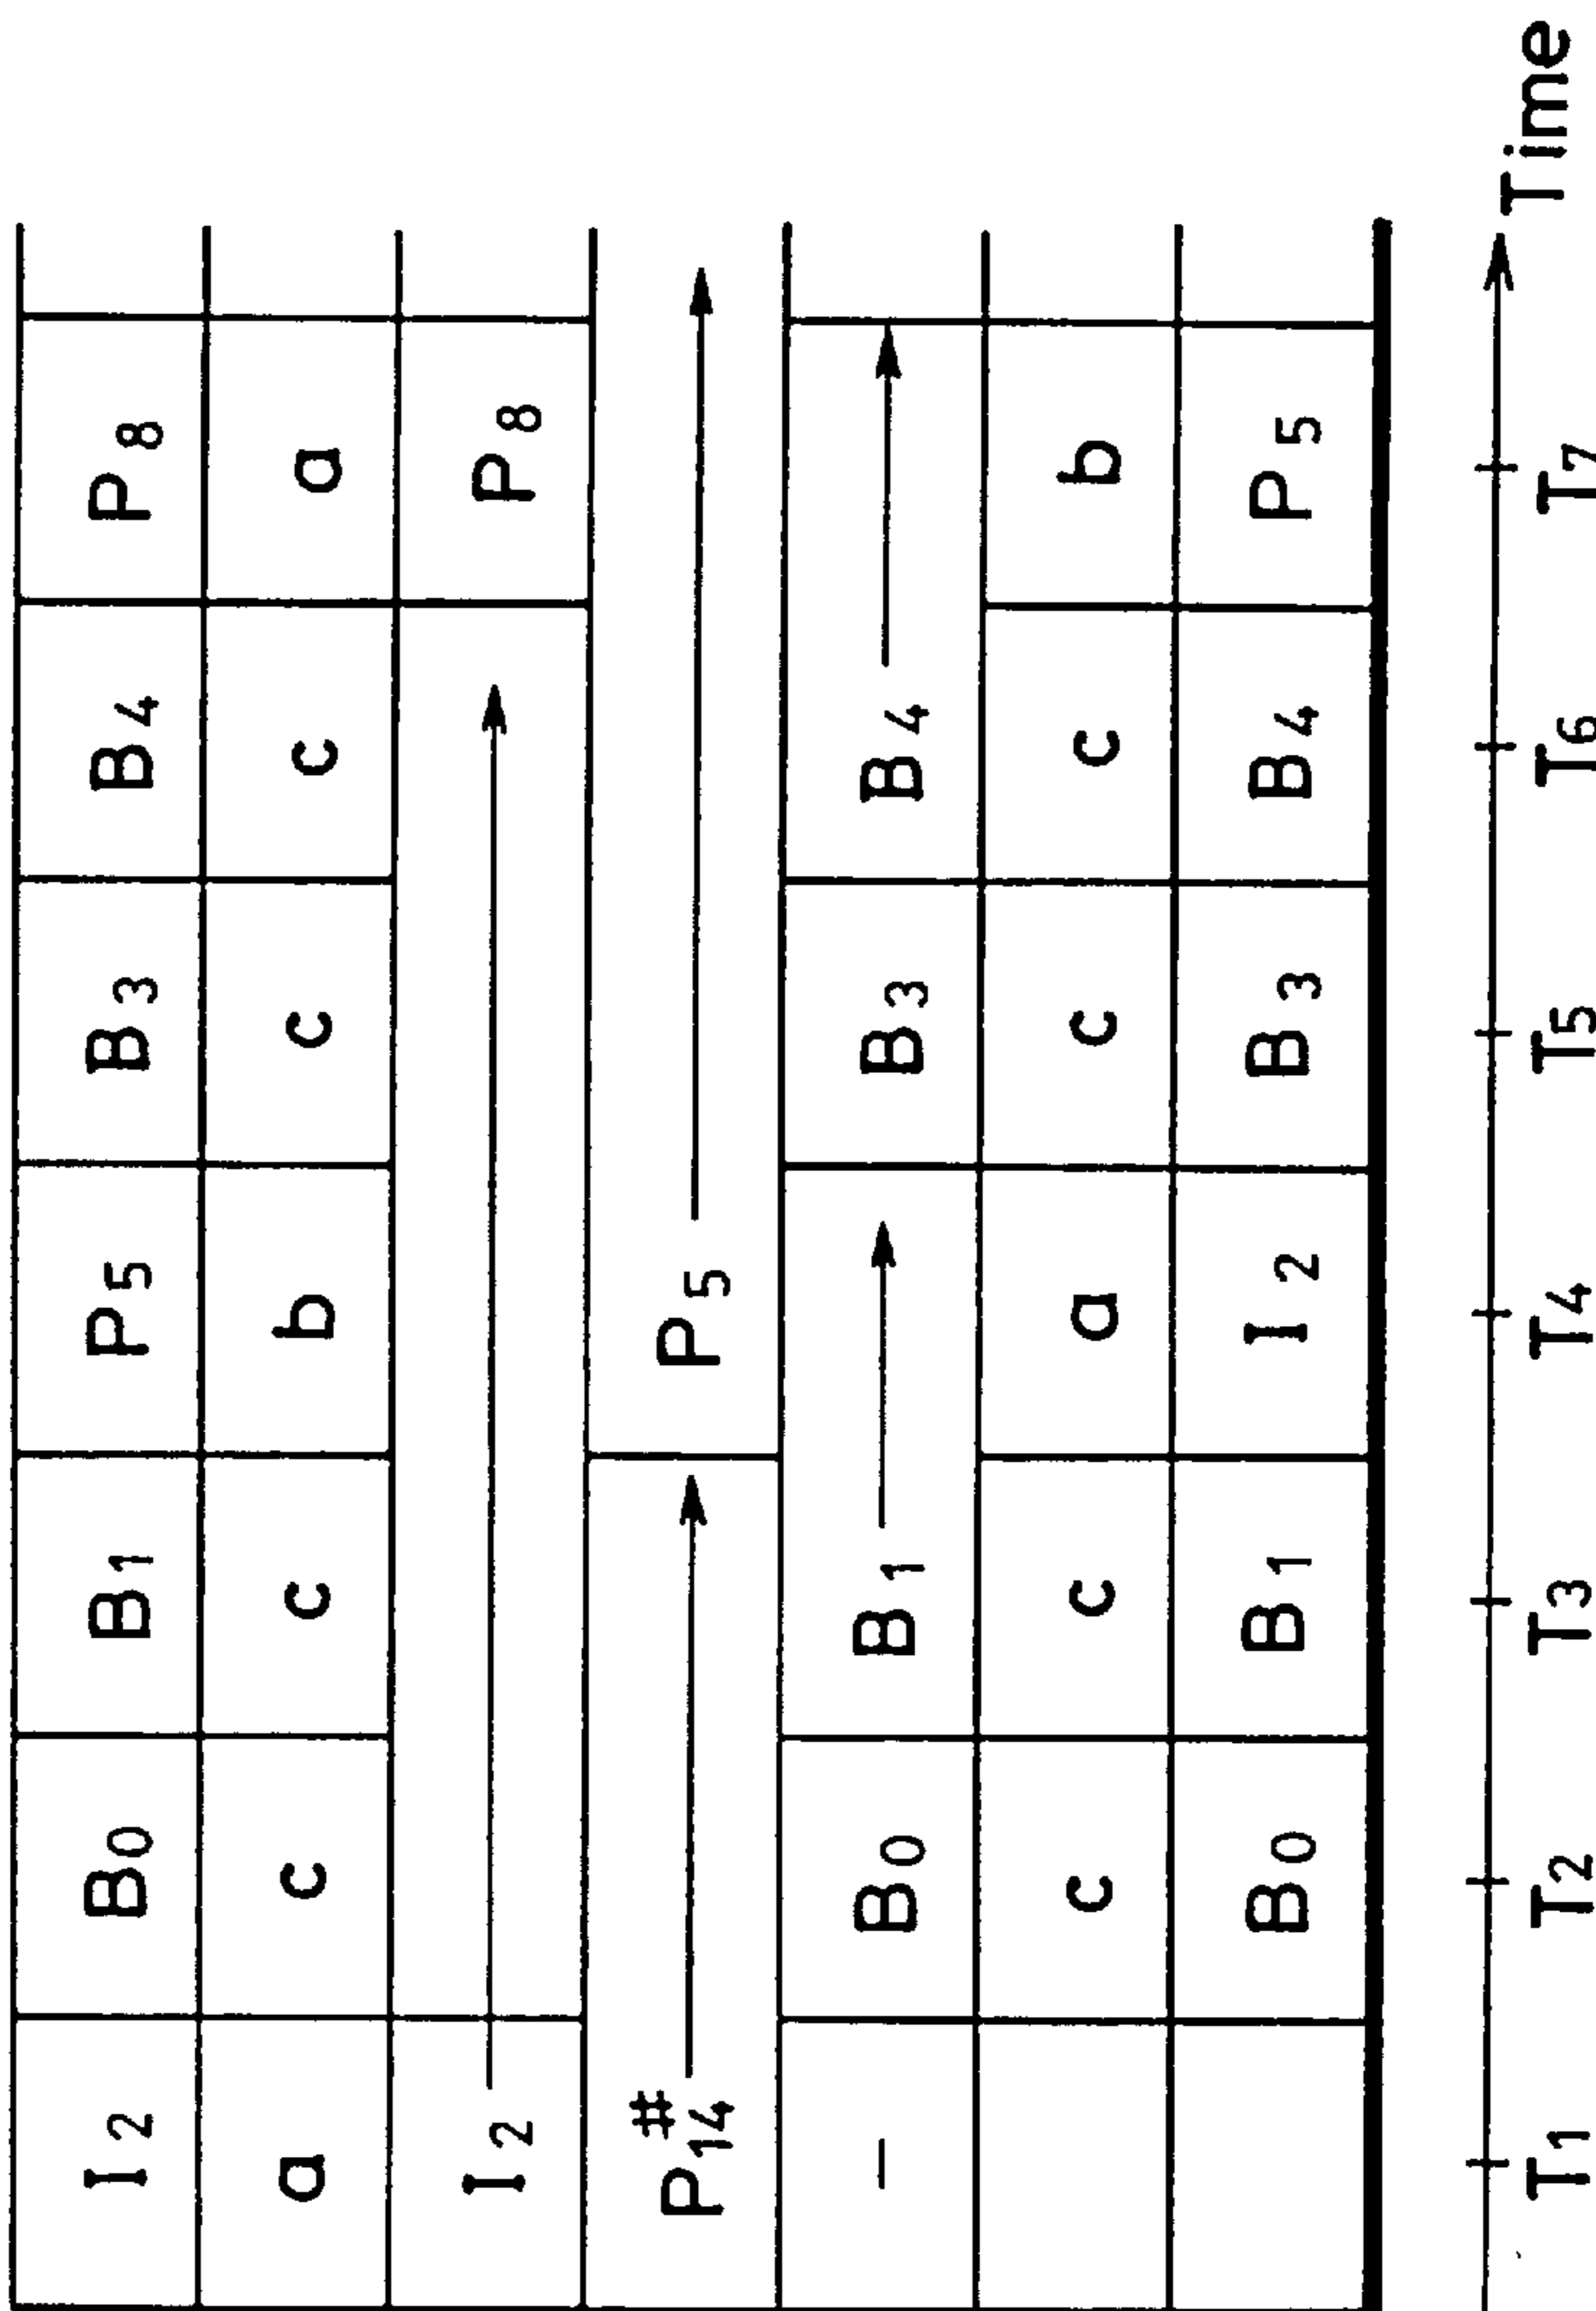 I2 B0 B1 P5 B3 B4 P8
a c c b c c a
I2 P8
P14# P5
– B0 B1 B3 B4
c c a c c b
B0 B1 I2 B3 B4 P5
T1 T2 T3 T4 T5 T6 T7 Time